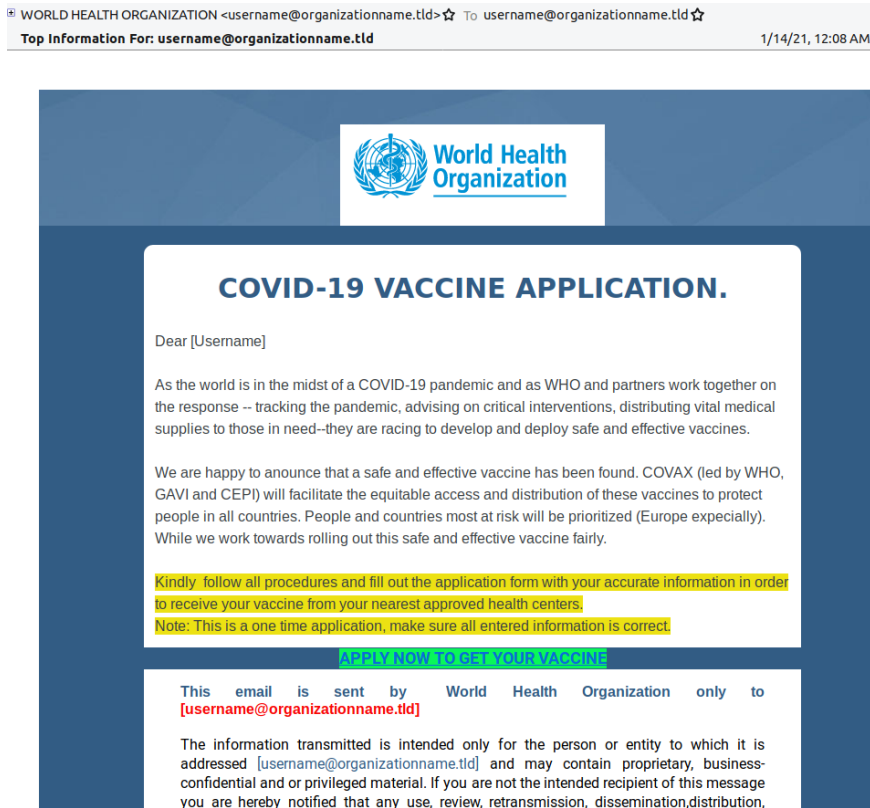 WORLD HEALTH ORGANIZATION <username@organizationname.tld> To username@organizationname.tld
Top Information For: username@organizationname.tld 1/14/21, 12:08 AM
World Health
Organization
COVID-19 VACCINE APPLICATION.
Dear [Username]
As the world is in the midst of a COVID-19 pandemic and as WHO and partners work together on
the response -- tracking the pandemic, advising on critical interventions, distributing vital medical
supplies to those in need--they are racing to develop and deploy safe and effective vaccines.
We are happy to anounce that a safe and effective vaccine has been found. COVAX (led by WHO,
GAVI and CEPI) will facilitate the equitable access and distribution of these vaccines to protect
people in all countries. People and countries most at risk will be prioritized (Europe expecially).
While we work towards rolling out this safe and effective vaccine fairly.
Kindly  follow all procedures and fill out the application form with your accurate information in order
to receive your vaccine from your nearest approved health centers.
Note: This is a one time application, make sure all entered information is correct.
APPLY NOW TO GET YOUR VACCINE
This email is sent by World Health Organization only to
[username@organizationname.tld]
The information transmitted is intended only for the person or entity to which it is
addressed [username@organizationname.tld] and may contain proprietary, business-
confidential and or privileged material. If you are not the intended recipient of this message
you are hereby notified that any use, review, retransmission, dissemination,distribution,